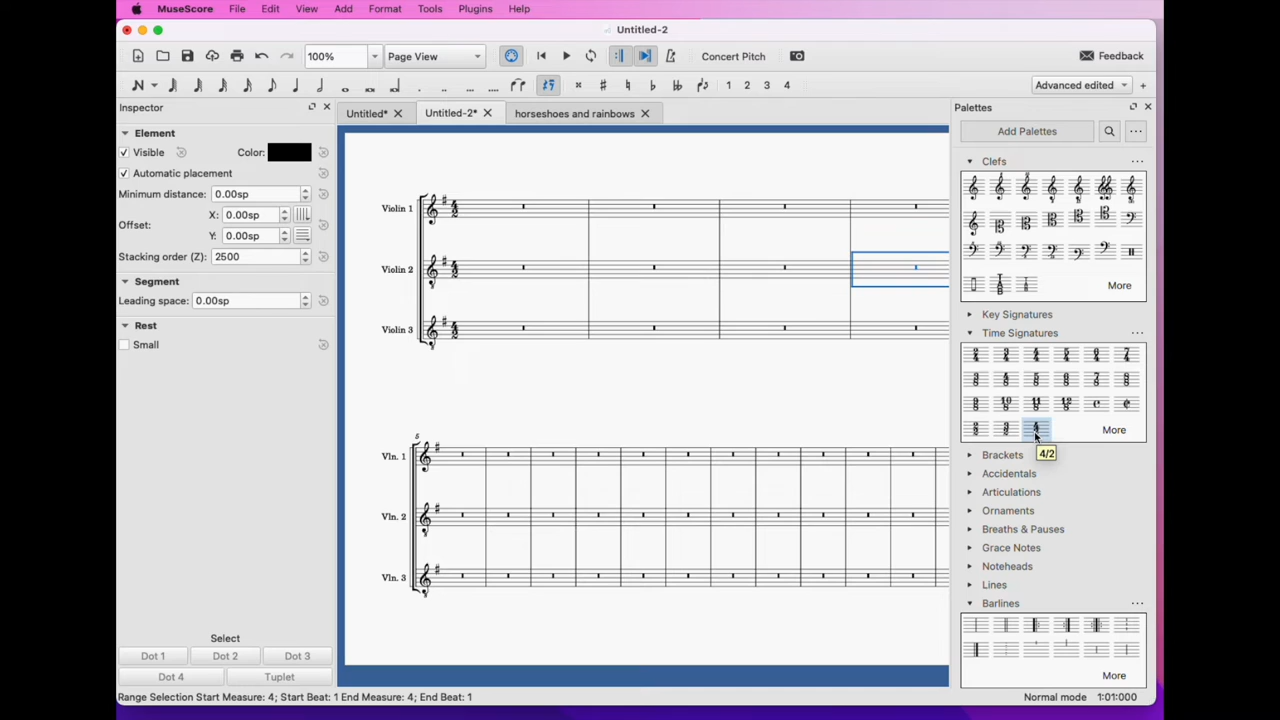 MuseScore File Edit View Add Format Tools Plugins Help
Untitled-2
100% Page View Concert Pitch Feedback
1 2 3 4 Advanced edited +
Inspector
Untitled* Untitled-2* horseshoes and rainbows
Palettes
Element
Visible Color:
Automatic placement
Minimum distance: 0.00sp
X: 0.00sp
Offset:
Y: 0.00sp
Stacking order (Z): 2500
Segment
Leading space: 0.00sp
Rest
Small
Select
Dot 1 Dot 2 Dot 3
Dot 4 Tuplet
Violin 1
Violin 2
Violin 3
5
Vln. 1
Vln. 2
Vln. 3
Add Palettes
Clefs
More
Key Signatures
Time Signatures
More
4/2
Brackets
Accidentals
Articulations
Ornaments
Breaths & Pauses
Grace Notes
Noteheads
Lines
Barlines
More
Range Selection Start Measure: 4; Start Beat: 1 End Measure: 4; End Beat: 1
Normal mode 1:01:000